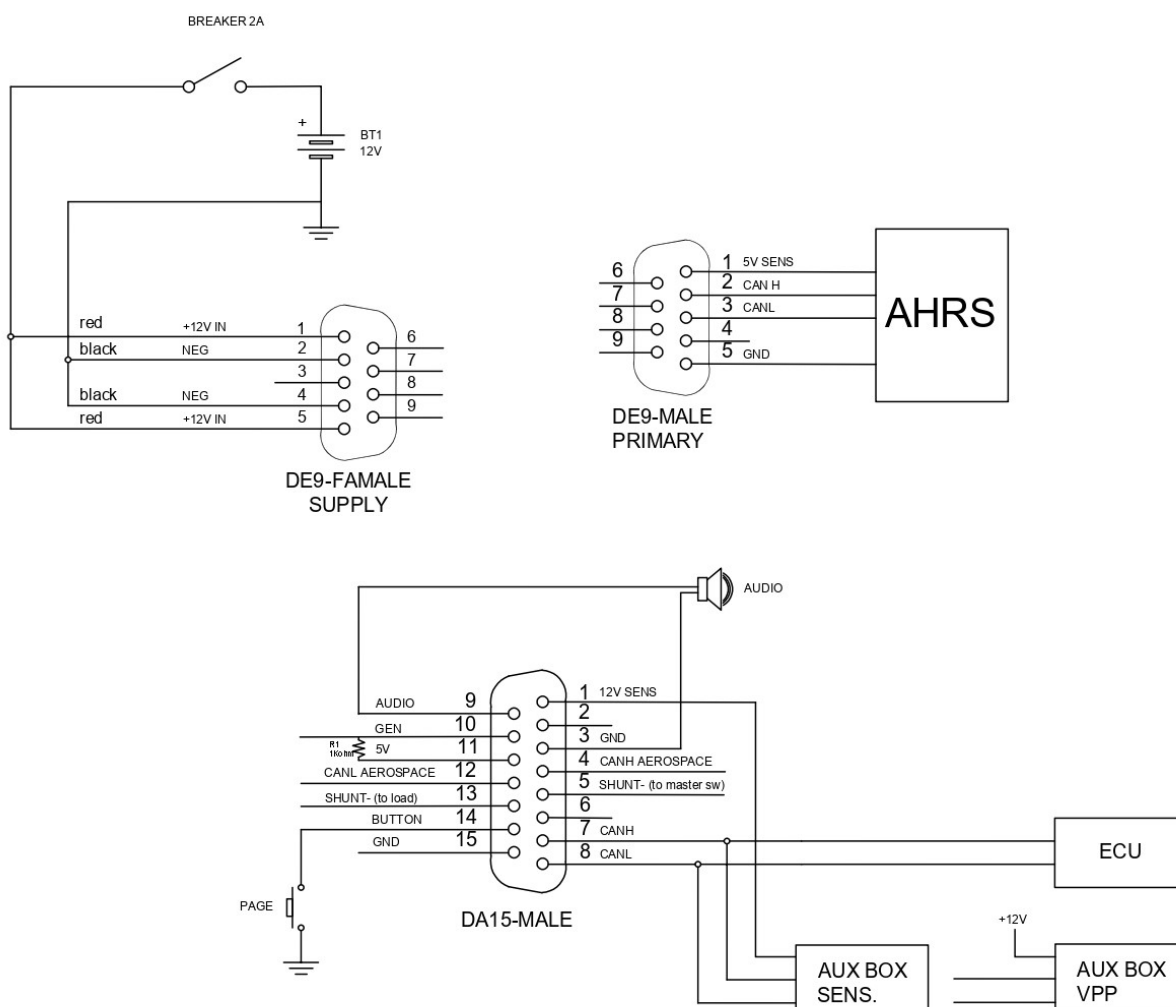 BREAKER 2A
+
BT1
12V
red
+12V IN
1
black
NEG
2
3
black
NEG
4
red
+12V IN
5
6
7
8
9
DE9-FAMALE
SUPPLY
6
7
8
9
1 5V SENS
2 CAN H
3 CANL
4
5 GND
AHRS
DE9-MALE
PRIMARY
AUDIO
AUDIO 9
GEN 10
R1
1Kohm
5V 11
CANL AEROSPACE 12
SHUNT- (to load) 13
BUTTON 14
GND 15
1 12V SENS
2
3 GND
4 CANH AEROSPACE
5 SHUNT- (to master sw)
6
7 CANH
8 CANL
DA15-MALE
PAGE
ECU
+12V
AUX BOX
SENS.
AUX BOX
VPP